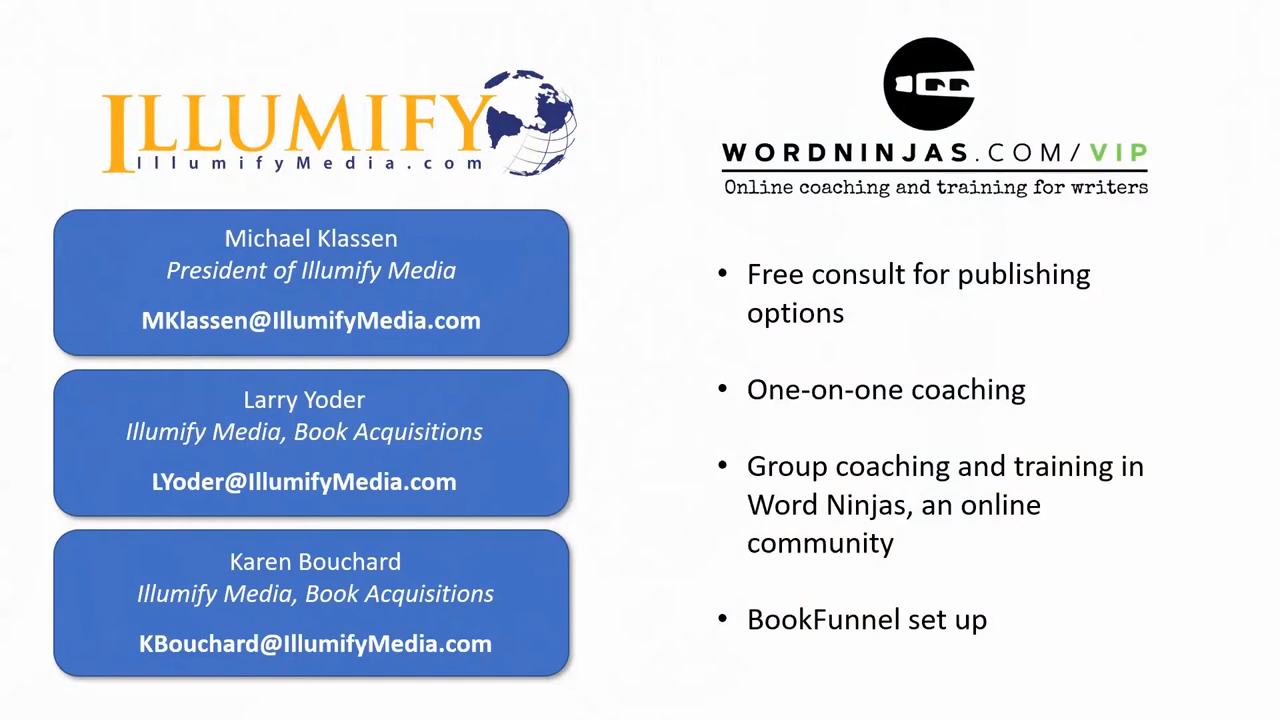 ILLUMIFY
IllumifyMedia.com
Michael Klassen
President of Illumify Media
MKlassen@IllumifyMedia.com
Larry Yoder
Illumify Media, Book Acquisitions
LYoder@IllumifyMedia.com
Karen Bouchard
Illumify Media, Book Acquisitions
KBouchard@IllumifyMedia.com
WORDNINJAS.COM/VIP
Online coaching and training for writers
• Free consult for publishing
options
• One-on-one coaching
• Group coaching and training in
Word Ninjas, an online
community
• BookFunnel set up